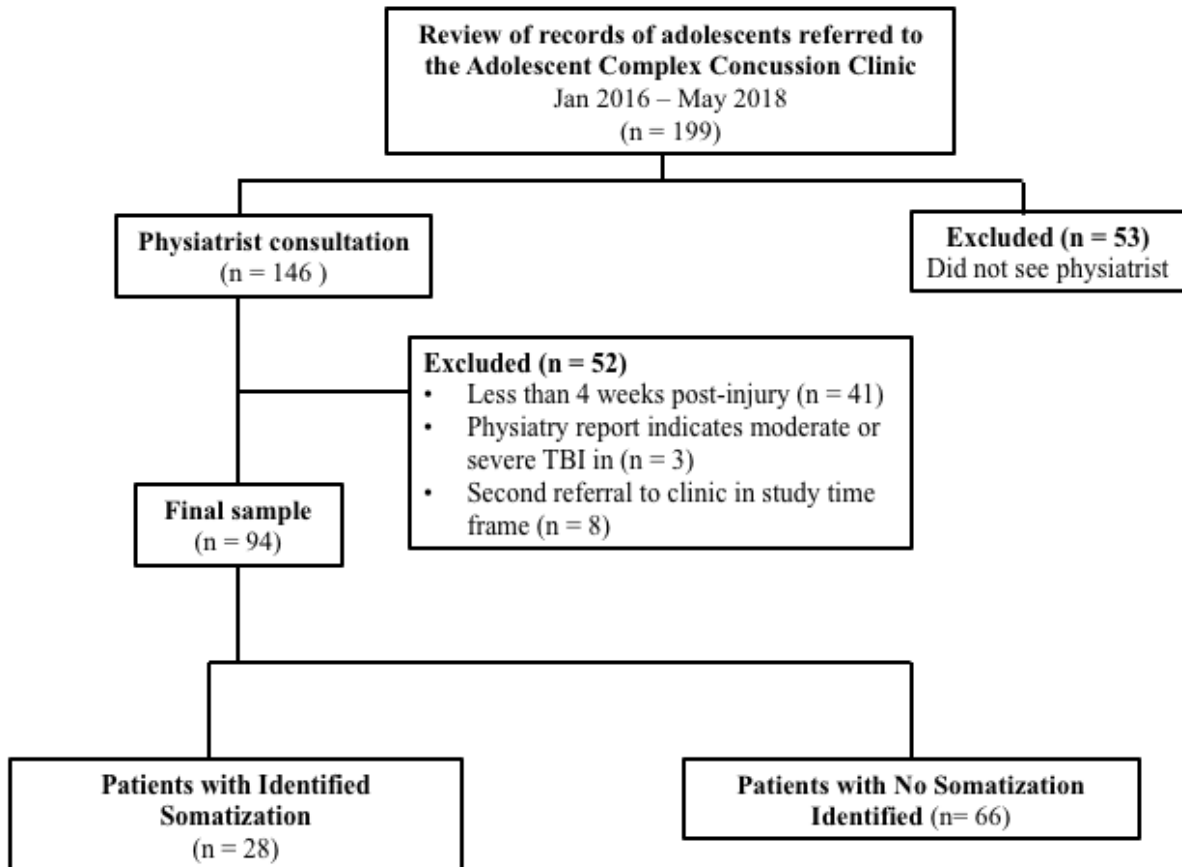 Review of records of adolescents referred to
the Adolescent Complex Concussion Clinic
Jan 2016 – May 2018
(n = 199)
Physiatrist consultation
(n = 146 )
Excluded (n = 53)
Did not see physiatrist
Excluded (n = 52)
• Less than 4 weeks post-injury (n = 41)
• Physiatry report indicates moderate or
severe TBI in (n = 3)
• Second referral to clinic in study time
frame (n = 8)
Final sample
(n = 94)
Patients with Identified
Somatization
(n = 28)
Patients with No Somatization
Identified (n= 66)